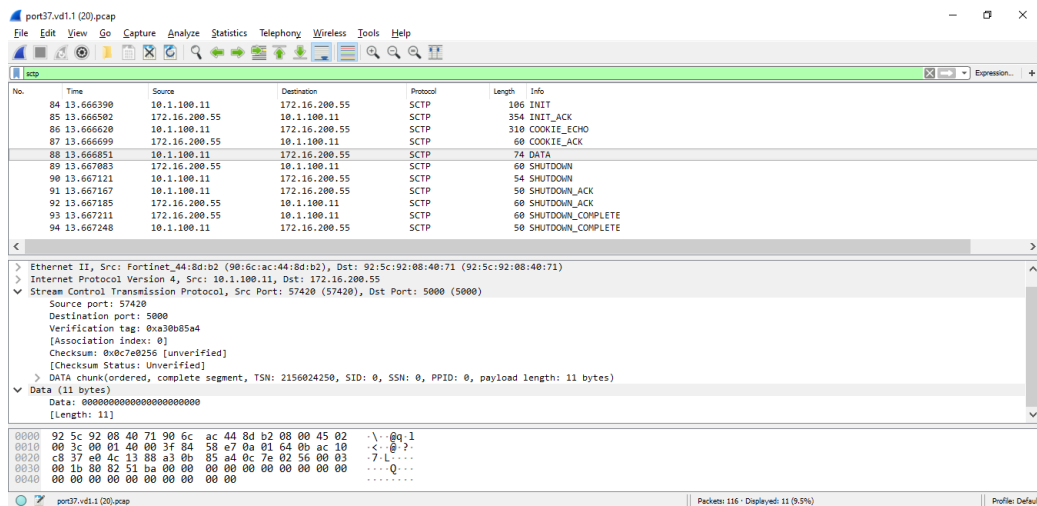 port37.vd1.1 (20).pcap
File Edit View Go Capture Analyze Statistics Telephony Wireless Tools Help
sctp Expression... +
No. Time Source Destination Protocol Length Info
84 13.666390 10.1.100.11 172.16.200.55 SCTP 106 INIT
85 13.666502 172.16.200.55 10.1.100.11 SCTP 354 INIT_ACK
86 13.666620 10.1.100.11 172.16.200.55 SCTP 310 COOKIE_ECHO
87 13.666699 172.16.200.55 10.1.100.11 SCTP 60 COOKIE_ACK
88 13.666851 10.1.100.11 172.16.200.55 SCTP 74 DATA
89 13.667083 172.16.200.55 10.1.100.11 SCTP 60 SHUTDOWN
90 13.667121 10.1.100.11 172.16.200.55 SCTP 54 SHUTDOWN
91 13.667167 10.1.100.11 172.16.200.55 SCTP 50 SHUTDOWN_ACK
92 13.667185 172.16.200.55 10.1.100.11 SCTP 60 SHUTDOWN_ACK
93 13.667211 172.16.200.55 10.1.100.11 SCTP 60 SHUTDOWN_COMPLETE
94 13.667248 10.1.100.11 172.16.200.55 SCTP 50 SHUTDOWN_COMPLETE
Ethernet II, Src: Fortinet_44:8d:b2 (90:6c:ac:44:8d:b2), Dst: 92:5c:92:08:40:71 (92:5c:92:08:40:71)
Internet Protocol Version 4, Src: 10.1.100.11, Dst: 172.16.200.55
Stream Control Transmission Protocol, Src Port: 57420 (57420), Dst Port: 5000 (5000)
Source port: 57420
Destination port: 5000
Verification tag: 0xa30b85a4
[Association index: 0]
Checksum: 0x0c7e0256 [unverified]
[Checksum Status: Unverified]
DATA chunk(ordered, complete segment, TSN: 2156024250, SID: 0, SSN: 0, PPID: 0, payload length: 11 bytes)
Data (11 bytes)
Data: 0000000000000000000000
[Length: 11]
0000 92 5c 92 08 40 71 90 6c ac 44 8d b2 08 00 45 02 ·\··@q·l
0010 00 3c 00 01 40 00 3f 84 58 e7 0a 01 64 0b ac 10 ·<··@·?·
0020 c8 37 e0 4c 13 88 a3 0b 85 a4 0c 7e 02 56 00 03 ·7·L····
0030 00 1b 80 82 51 ba 00 00 00 00 00 00 00 00 00 00 ····Q···
0040 00 00 00 00 00 00 00 00 00 00 ········
port37.vd1.1 (20).pcap Packets: 116 · Displayed: 11 (9.5%) Profile: Defaul